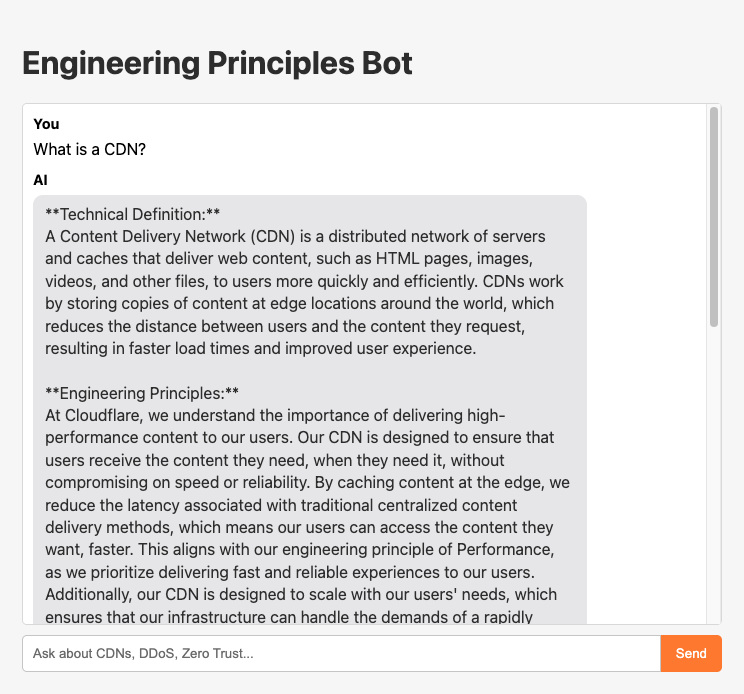 Engineering Principles Bot
You
What is a CDN?
AI
**Technical Definition:**
A Content Delivery Network (CDN) is a distributed network of servers
and caches that deliver web content, such as HTML pages, images,
videos, and other files, to users more quickly and efficiently. CDNs work
by storing copies of content at edge locations around the world, which
reduces the distance between users and the content they request,
resulting in faster load times and improved user experience.
**Engineering Principles:**
At Cloudflare, we understand the importance of delivering high-
performance content to our users. Our CDN is designed to ensure that
users receive the content they need, when they need it, without
compromising on speed or reliability. By caching content at the edge, we
reduce the latency associated with traditional centralized content
delivery methods, which means our users can access the content they
want, faster. This aligns with our engineering principle of Performance,
as we prioritize delivering fast and reliable experiences to our users.
Additionally, our CDN is designed to scale with our users' needs, which
ensures that our infrastructure can handle the demands of a rapidly
Ask about CDNs, DDoS, Zero Trust...
Send